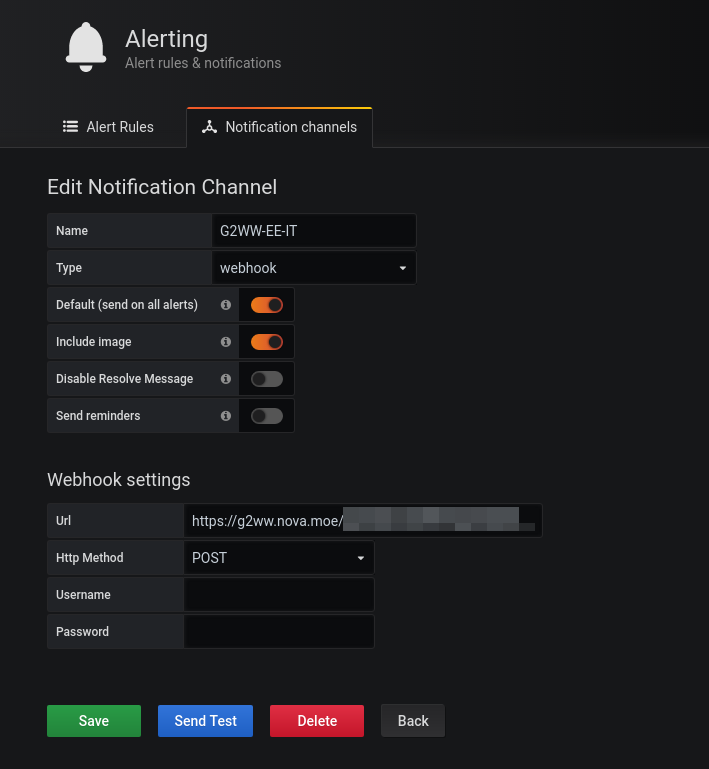 Alerting
Alert rules & notifications
Alert Rules
Notification channels
Edit Notification Channel
Name G2WW-EE-IT
Type webhook
Default (send on all alerts)
Include image
Disable Resolve Message
Send reminders
Webhook settings
Url https://g2ww.nova.moe/
Http Method POST
Username
Password
Save Send Test Delete Back